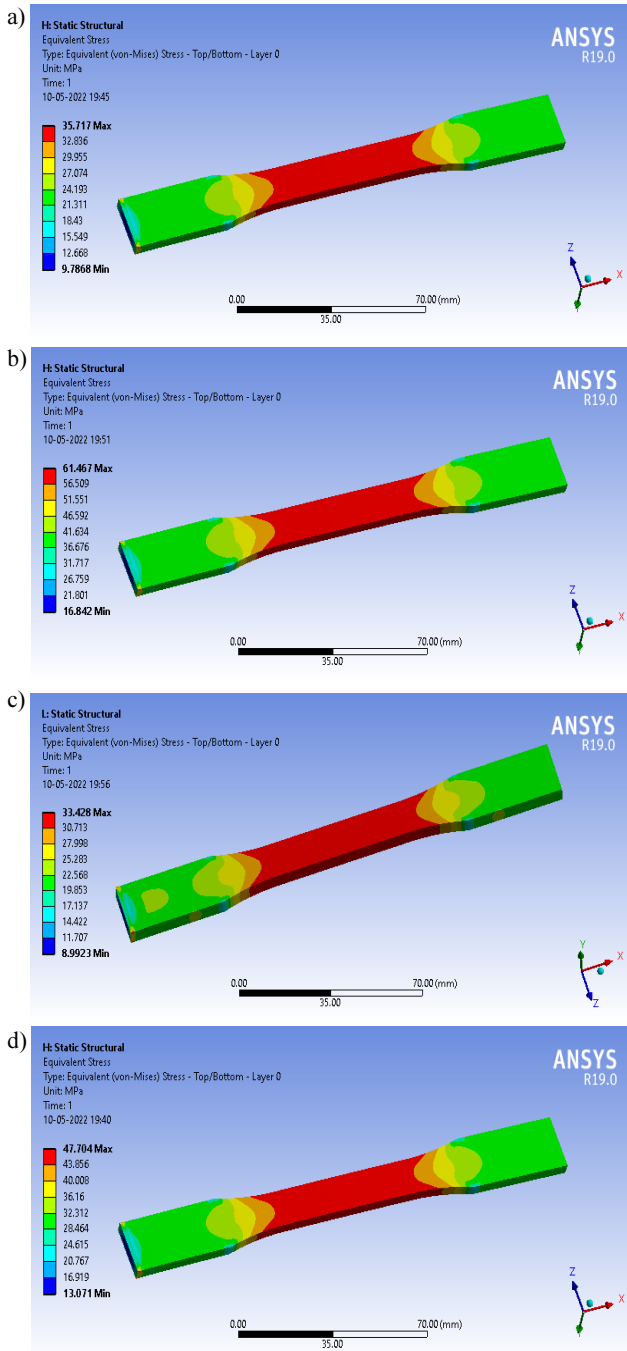 a)
H: Static Structural
Equivalent Stress
Type: Equivalent (von-Mises) Stress - Top/Bottom - Layer 0
Unit: MPa
Time: 1
10-05-2022 19:45
ANSYS
R19.0
35.717 Max
32.836
29.955
27.074
24.193
21.311
18.43
15.549
12.668
9.7868 Min
0.00
70.00 (mm)
35.00
Z
X
Y
b)
H: Static Structural
Equivalent Stress
Type: Equivalent (von-Mises) Stress - Top/Bottom - Layer 0
Unit: MPa
Time: 1
10-05-2022 19:51
ANSYS
R19.0
61.467 Max
56.509
51.551
46.592
41.634
36.676
31.717
26.759
21.801
16.842 Min
0.00
70.00 (mm)
35.00
Z
X
Y
c)
L: Static Structural
Equivalent Stress
Type: Equivalent (von-Mises) Stress - Top/Bottom - Layer 0
Unit: MPa
Time: 1
10-05-2022 19:56
ANSYS
R19.0
33.428 Max
30.713
27.998
25.283
22.568
19.853
17.137
14.422
11.707
8.9923 Min
0.00
70.00 (mm)
35.00
Y
X
Z
d)
H: Static Structural
Equivalent Stress
Type: Equivalent (von-Mises) Stress - Top/Bottom - Layer 0
Unit: MPa
Time: 1
10-05-2022 19:40
ANSYS
R19.0
47.704 Max
43.856
40.008
36.16
32.312
28.464
24.615
20.767
16.919
13.071 Min
0.00
70.00 (mm)
35.00
Z
X
Y